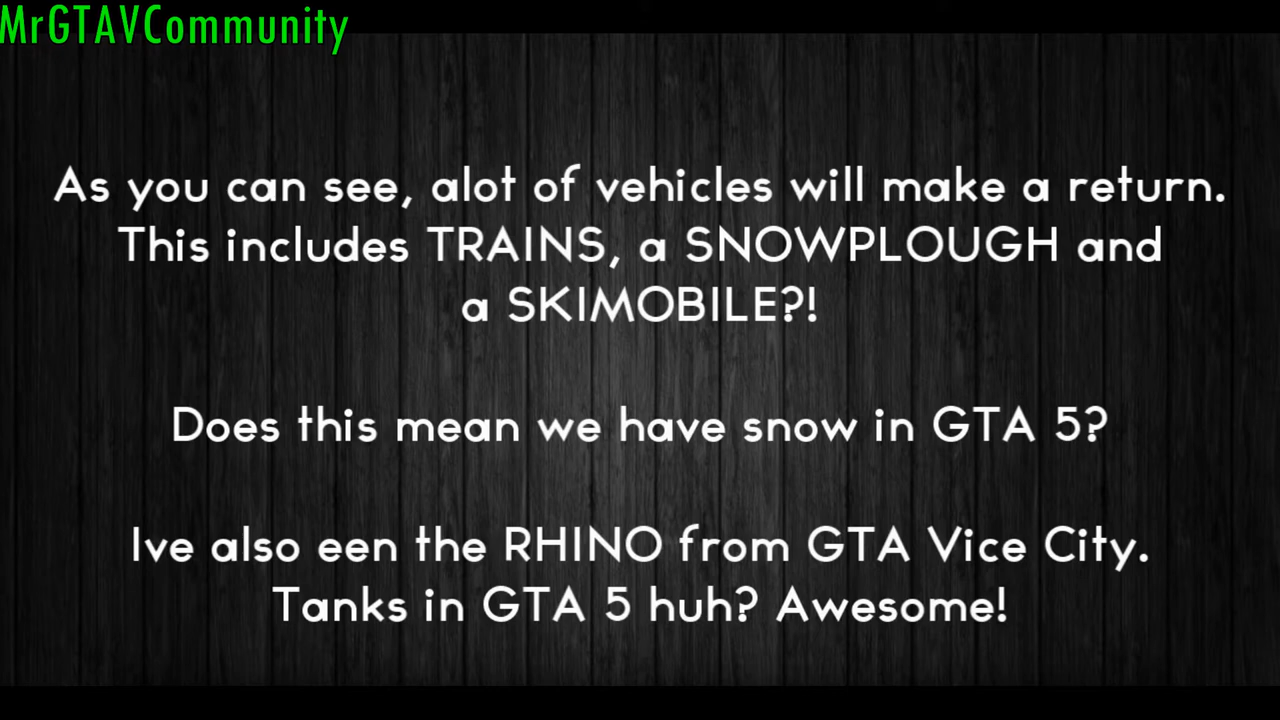 MrGTAVCommunity
As you can see, alot of vehicles will make a return.
This includes TRAINS, a SNOWPLOUGH and
a SKIMOBILE?!
Does this mean we have snow in GTA 5?
Ive also een the RHINO from GTA Vice City.
Tanks in GTA 5 huh? Awesome!